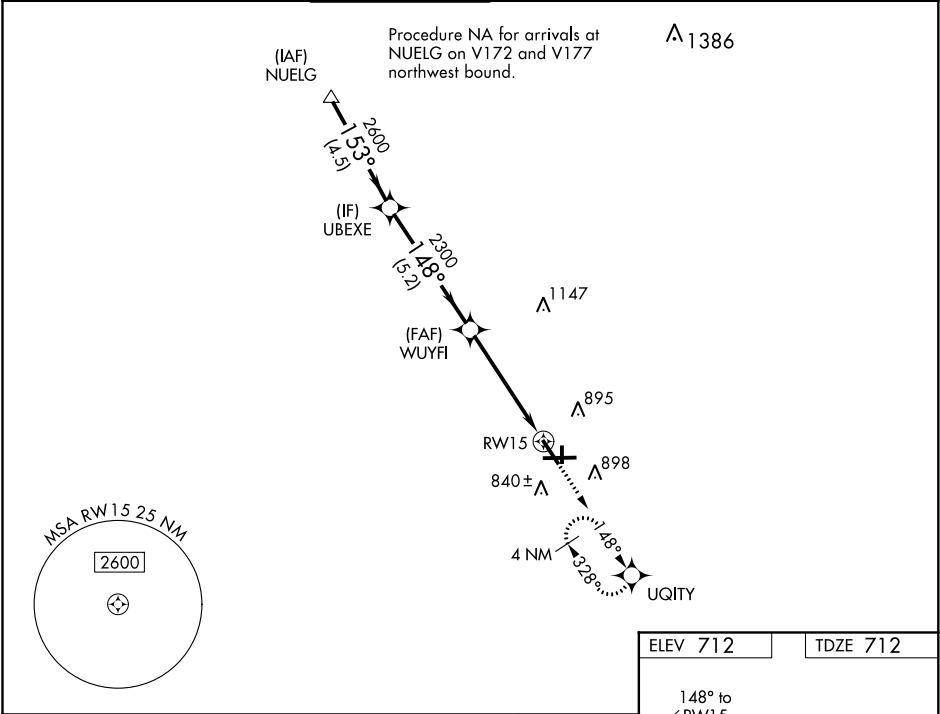 Procedure NA for arrivals at
NUELG on V172 and V177
northwest bound.
1386
(IAF)
NUELG
2600
153°
(4.5)
(IF)
UBEXE
2300
148°
(5.2)
1147
(FAF)
WUYFI
895
RW15
898
840±
MSA RW15 25 NM
2600
4 NM
148°
328°
UQITY
ELEV 712
TDZE 712
148° to
RW15